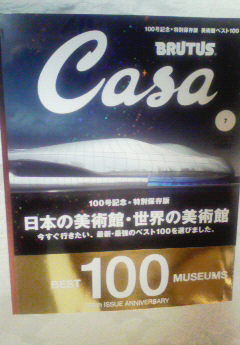 100号記念・特別保存版 美術館ベスト100
BRUTUS
Casa
7
100号記念・特別保存版
日本の美術館・世界の美術館
今すぐ行きたい、最新・最強のベスト100を選びました。
BEST 100 MUSEUMS
100th ISSUE ANNIVERSARY